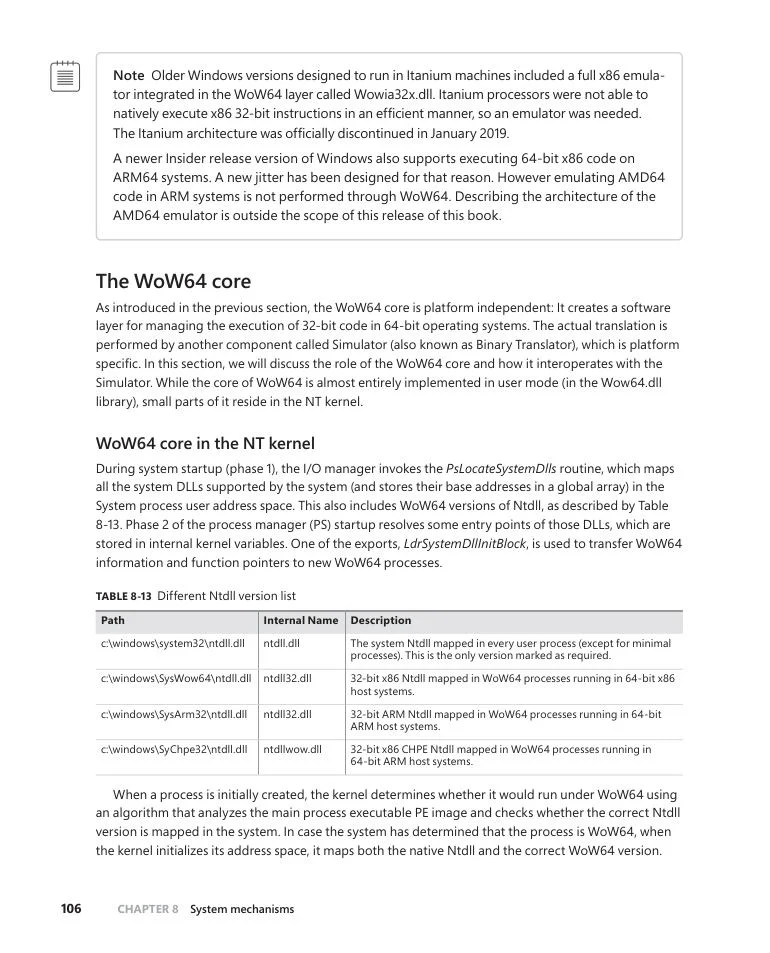 Note Older Windows versions designed to run in Itanium machines included a full x86 emula-
tor integrated in the WoW64 layer called Wowia32x.dll. Itanium processors were not able to
natively execute x86 32-bit instructions in an efficient manner, so an emulator was needed.
The Itanium architecture was officially discontinued in January 2019.
A newer Insider release version of Windows also supports executing 64-bit x86 code on
ARM64 systems. A new jitter has been designed for that reason. However emulating AMD64
code in ARM systems is not performed through WoW64. Describing the architecture of the
AMD64 emulator is outside the scope of this release of this book.
The WoW64 core
As introduced in the previous section, the WoW64 core is platform independent: It creates a software
layer for managing the execution of 32-bit code in 64-bit operating systems. The actual translation is
performed by another component called Simulator (also known as Binary Translator), which is platform
specific. In this section, we will discuss the role of the WoW64 core and how it interoperates with the
Simulator. While the core of WoW64 is almost entirely implemented in user mode (in the Wow64.dll
library), small parts of it reside in the NT kernel.
WoW64 core in the NT kernel
During system startup (phase 1), the I/O manager invokes the PsLocateSystemDlls routine, which maps
all the system DLLs supported by the system (and stores their base addresses in a global array) in the
System process user address space. This also includes WoW64 versions of Ntdll, as described by Table
8-13. Phase 2 of the process manager (PS) startup resolves some entry points of those DLLs, which are
stored in internal kernel variables. One of the exports, LdrSystemDllInitBlock, is used to transfer WoW64
information and function pointers to new WoW64 processes.
TABLE 8-13 Different Ntdll version list
Path Internal Name Description
c:\windows\system32\ntdll.dll ntdll.dll The system Ntdll mapped in every user process (except for minimal
processes). This is the only version marked as required.
c:\windows\SysWow64\ntdll.dll ntdll32.dll 32-bit x86 Ntdll mapped in WoW64 processes running in 64-bit x86
host systems.
c:\windows\SysArm32\ntdll.dll ntdll32.dll 32-bit ARM Ntdll mapped in WoW64 processes running in 64-bit
ARM host systems.
c:\windows\SyChpe32\ntdll.dll ntdllwow.dll 32-bit x86 CHPE Ntdll mapped in WoW64 processes running in
64-bit ARM host systems.
When a process is initially created, the kernel determines whether it would run under WoW64 using
an algorithm that analyzes the main process executable PE image and checks whether the correct Ntdll
version is mapped in the system. In case the system has determined that the process is WoW64, when
the kernel initializes its address space, it maps both the native Ntdll and the correct WoW64 version.
106 CHAPTER 8 System mechanisms